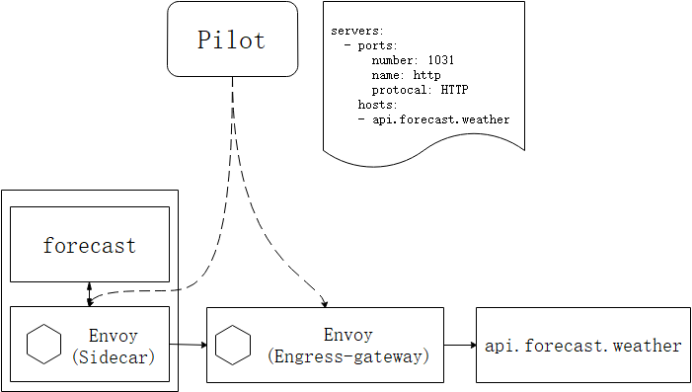 Pilot
servers:
- ports:
number: 1031
name: http
protocal: HTTP
hosts:
- api.forecast.weather
forecast
Envoy
(Sidecar)
Envoy
(Engress-gateway)
api.forecast.weather